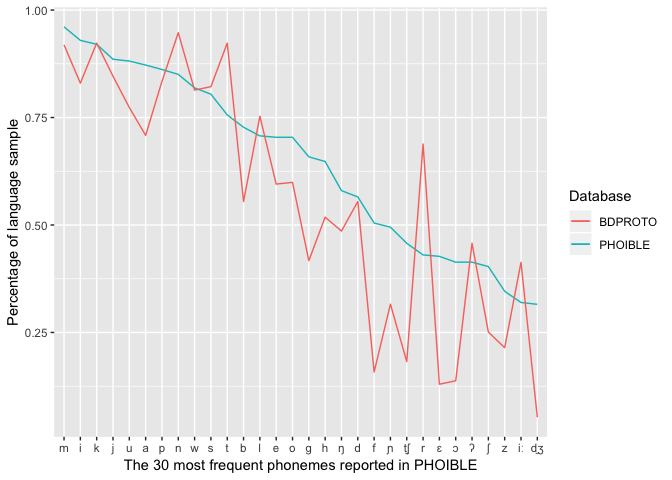 Percentage of language sample
1.00
0.75
0.50
0.25
m i k j u a p n w s t b l e o g h ŋ d f ɲ tʃ r ɛ ɔ ʔ ʃ z iː dʒ
The 30 most frequent phonemes reported in PHOIBLE
Database
BDPROTO
PHOIBLE